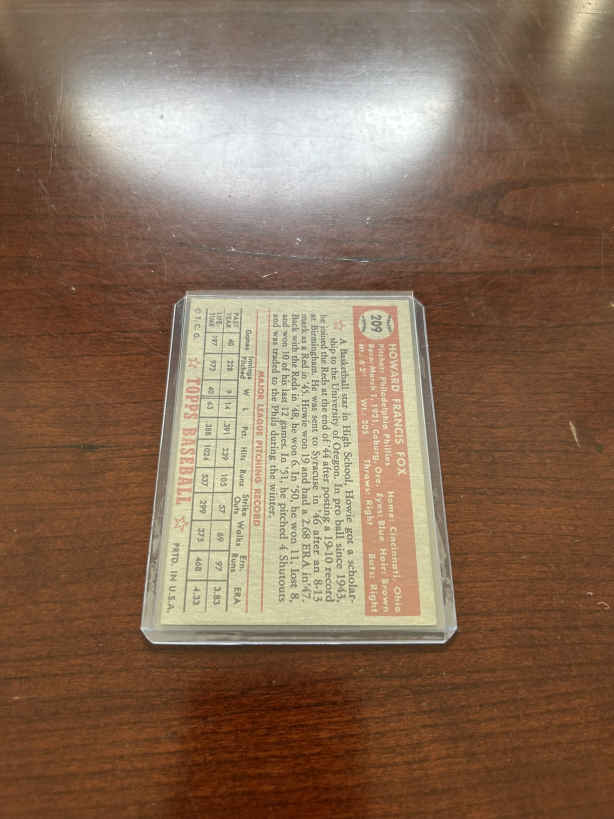 209
HOWARD FRANCIS FOX
Pitcher: Philadelphia Phillies Home: Cincinnati, Ohio
Born: March 1, 1921, Coburg, Ore. Eyes: Blue Hair: Brown
Ht.: 6'2" Wt.: 205 Throws: Right Bats: Right
A Basketball star in High School, Howie got a scholar-
ship to the University of Oregon. In pro ball since 1943,
he joined the Reds at the end of '44 after posting a 19-10 record
at Birmingham. He was sent to Syracuse in '46 after an 8-13
mark as a Red in '45. Howie won 19 and had a 2.68 ERA in '47.
Back with the Reds in '48, he won 6. In '50, he won 11, lost 8,
and won 10 of his last 12 games. In '51, he pitched 4 Shutouts
and was traded to the Phils during the winter.
MAJOR LEAGUE PITCHING RECORD
Games Innings Pitched W L Pct. Hits Runs Strike Outs Walks Ern. Runs ERA
PAST YEAR 40 228 9 14 .391 239 105 57 69 97 3.83
LIFE-TIME 197 973 42 63 .388 1024 537 299 373 468 4.33
© T.C.G. TOPPS BASEBALL PRTD. IN U.S.A.